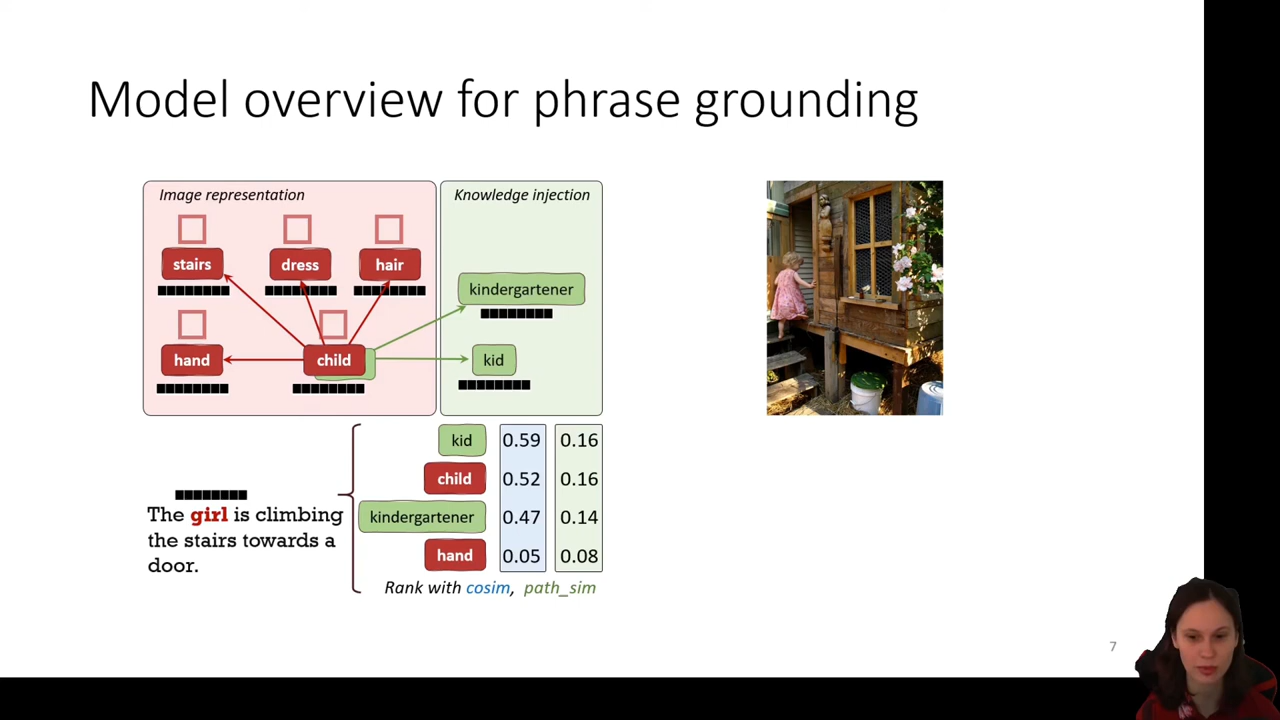 Model overview for phrase grounding
Image representation
Knowledge injection
stairs
dress
hair
kindergartener
hand
child
kid
kid 0.59 0.16
child 0.52 0.16
kindergartener 0.47 0.14
hand 0.05 0.08
The girl is climbing
the stairs towards a
door.
Rank with cosim, path_sim
7